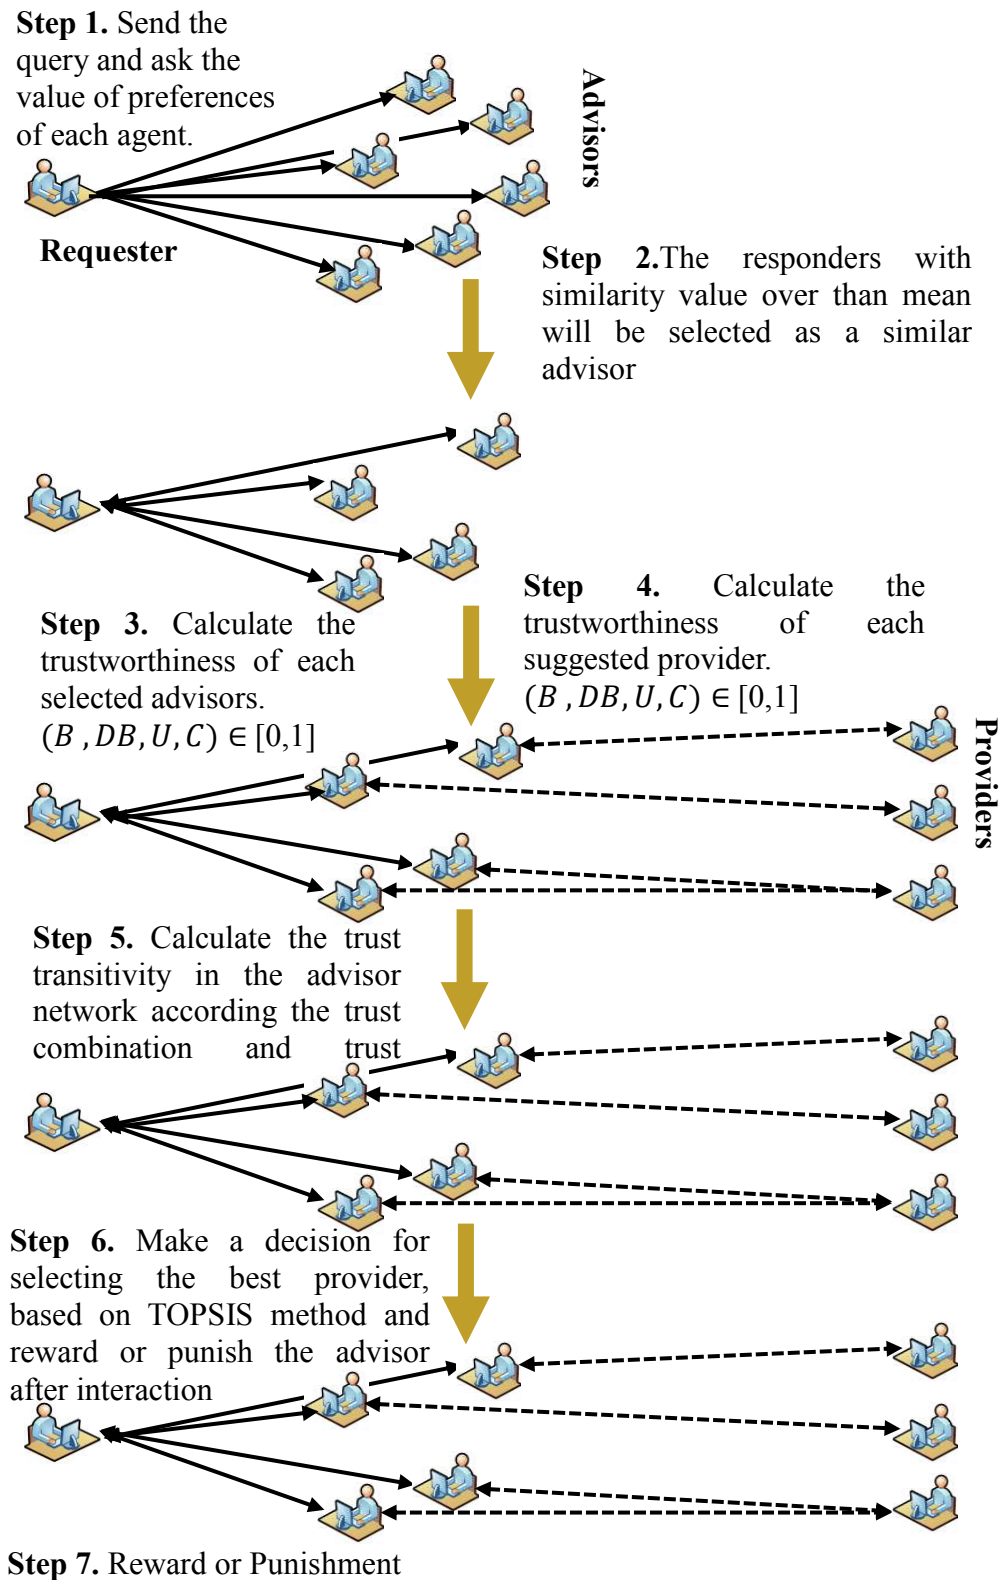 Step 1. Send the
query and ask the
value of preferences
of each agent.
Advisors
Requester
Step 2.The responders with
similarity value over than mean
will be selected as a similar
advisor
Step 3. Calculate the
trustworthiness of each
selected advisors.
(B , DB, U, C) ∈ [0,1]
Step 4. Calculate the
trustworthiness of each
suggested provider.
(B , DB, U, C) ∈ [0,1]
Providers
Step 5. Calculate the trust
transitivity in the advisor
network according the trust
combination and trust
Step 6. Make a decision for
selecting the best provider,
based on TOPSIS method and
reward or punish the advisor
after interaction
Step 7. Reward or Punishment